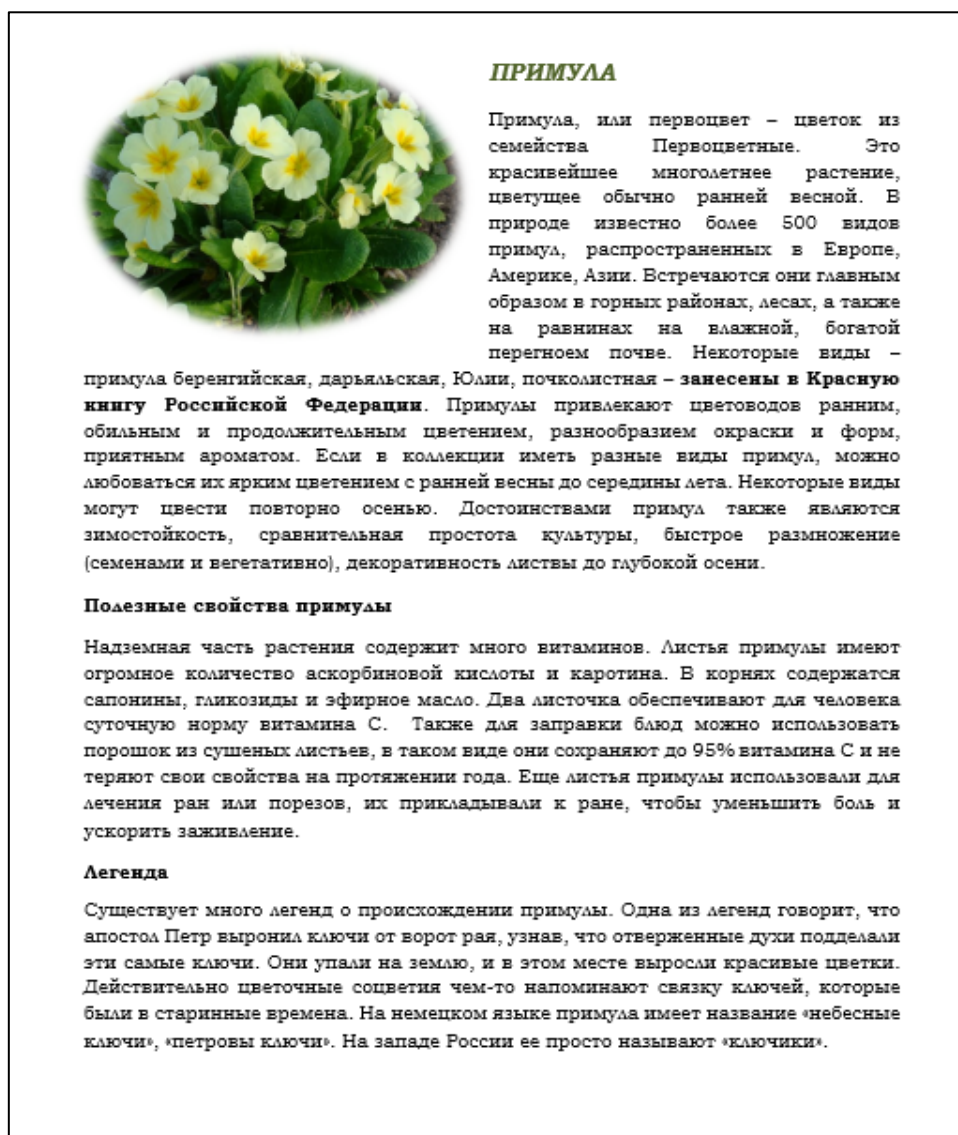 ПРИМУЛА
Примула, или первоцвет – цветок из
семейства Первоцветные. Это
красивейшее многолетнее растение,
цветущее обычно ранней весной. В
природе известно более 500 видов
примул, распространенных в Европе,
Америке, Азии. Встречаются они главным
образом в горных районах, лесах, а также
на равнинах на влажной, богатой
перегноем почве. Некоторые виды –
примула беренгийская, дарьяльская, Юлии, почколистная – занесены в Красную
книгу Российской Федерации. Примулы привлекают цветоводов ранним,
обильным и продолжительным цветением, разнообразием окраски и форм,
приятным ароматом. Если в коллекции иметь разные виды примул, можно
любоваться их ярким цветением с ранней весны до середины лета. Некоторые виды
могут цвести повторно осенью. Достоинствами примул также являются
зимостойкость, сравнительная простота культуры, быстрое размножение
(семенами и вегетативно), декоративность листвы до глубокой осени.
Полезные свойства примулы
Надземная часть растения содержит много витаминов. Листья примулы имеют
огромное количество аскорбиновой кислоты и каротина. В корнях содержатся
сапонины, гликозиды и эфирное масло. Два листочка обеспечивают для человека
суточную норму витамина С. Также для заправки блюд можно использовать
порошок из сушеных листьев, в таком виде они сохраняют до 95% витамина С и не
теряют свои свойства на протяжении года. Еще листья примулы использовали для
лечения ран или порезов, их прикладывали к ране, чтобы уменьшить боль и
ускорить заживление.
Легенда
Существует много легенд о происхождении примулы. Одна из легенд говорит, что
апостол Петр выронил ключи от ворот рая, узнав, что отверженные духи подделали
эти самые ключи. Они упали на землю, и в этом месте выросли красивые цветки.
Действительно цветочные соцветия чем-то напоминают связку ключей, которые
были в старинные времена. На немецком языке примула имеет название «небесные
ключи», «петровы ключи». На западе России ее просто называют «ключики».